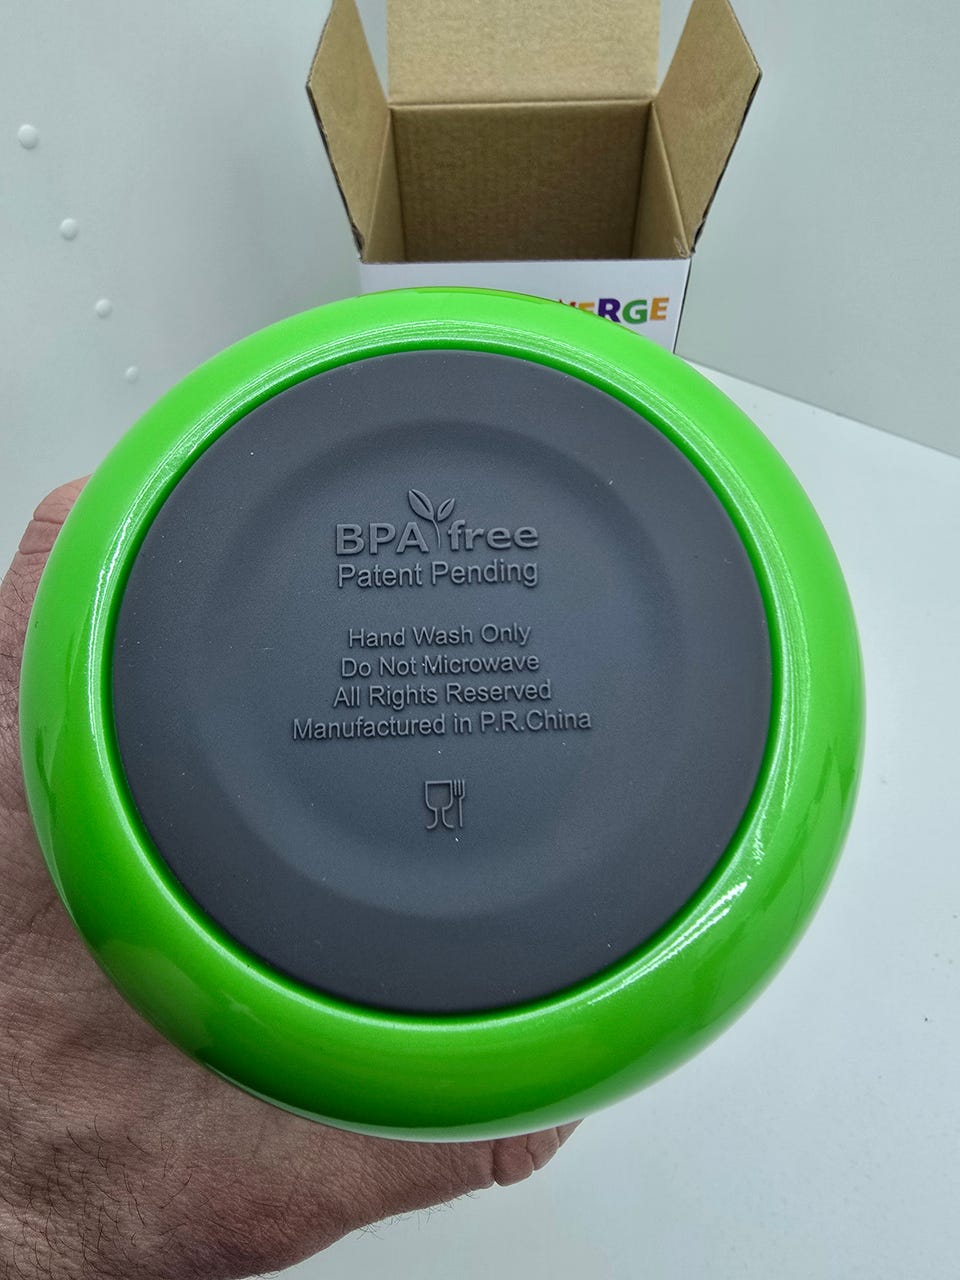 ERGE
BPA free
Patent Pending
Hand Wash Only
Do Not Microwave
All Rights Reserved
Manufactured in P.R.China